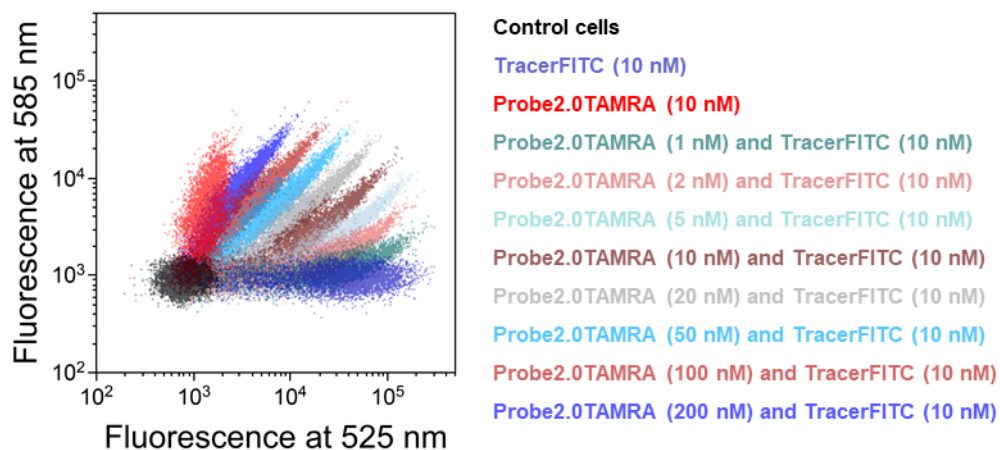 Fluorescence at 585 nm
10⁵
10⁴
10³
10²
10² 10³ 10⁴ 10⁵
Fluorescence at 525 nm
Control cells
TracerFITC (10 nM)
Probe2.0TAMRA (10 nM)
Probe2.0TAMRA (1 nM) and TracerFITC (10 nM)
Probe2.0TAMRA (2 nM) and TracerFITC (10 nM)
Probe2.0TAMRA (5 nM) and TracerFITC (10 nM)
Probe2.0TAMRA (10 nM) and TracerFITC (10 nM)
Probe2.0TAMRA (20 nM) and TracerFITC (10 nM)
Probe2.0TAMRA (50 nM) and TracerFITC (10 nM)
Probe2.0TAMRA (100 nM) and TracerFITC (10 nM)
Probe2.0TAMRA (200 nM) and TracerFITC (10 nM)